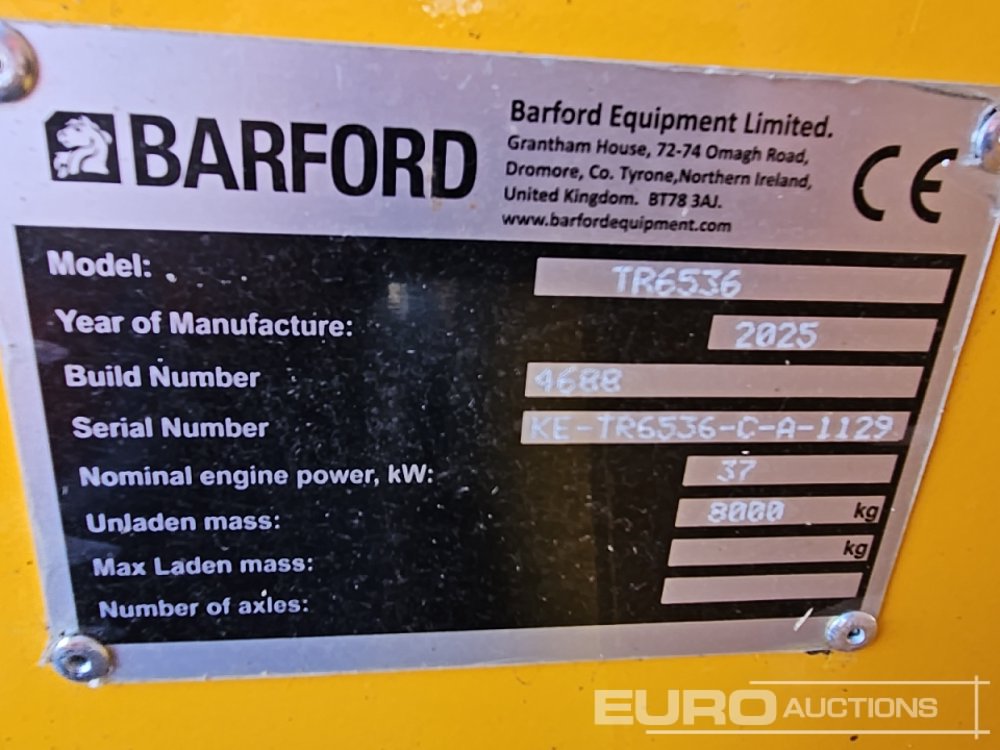 BARFORD
Barford Equipment Limited.
Grantham House, 72-74 Omagh Road,
Dromore, Co. Tyrone,Northern Ireland,
United Kingdom. BT78 3AJ.
www.barfordequipment.com
CE
Model: TR6536
Year of Manufacture: 2025
Build Number 4688
Serial Number KE-TR6536-C-A-1129
Nominal engine power, kW: 37
Unladen mass: 8000 kg
Max Laden mass: kg
Number of axles:
EURO AUCTIONS